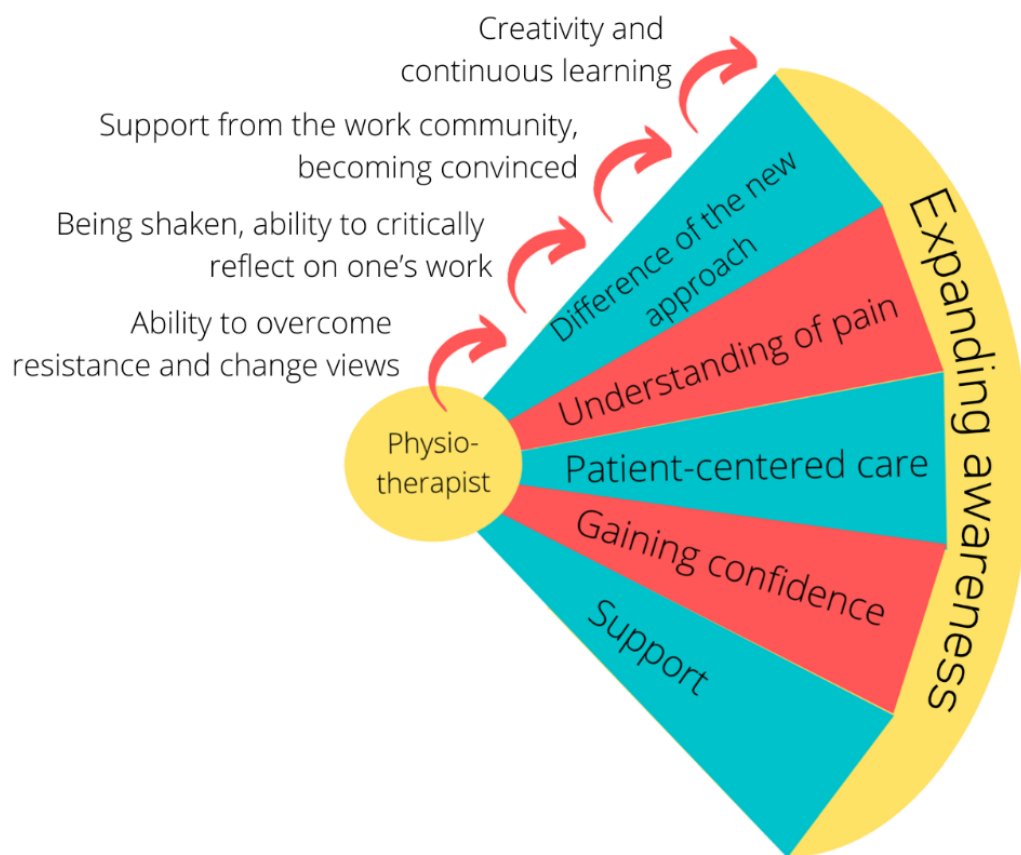 Creativity and
continuous learning
Support from the work community,
becoming convinced
Being shaken, ability to critically
reflect on one’s work
Ability to overcome
resistance and change views
Physio-
therapist
Difference of the new
approach
Understanding of pain
Patient-centered care
Gaining confidence
Support
Expanding awareness